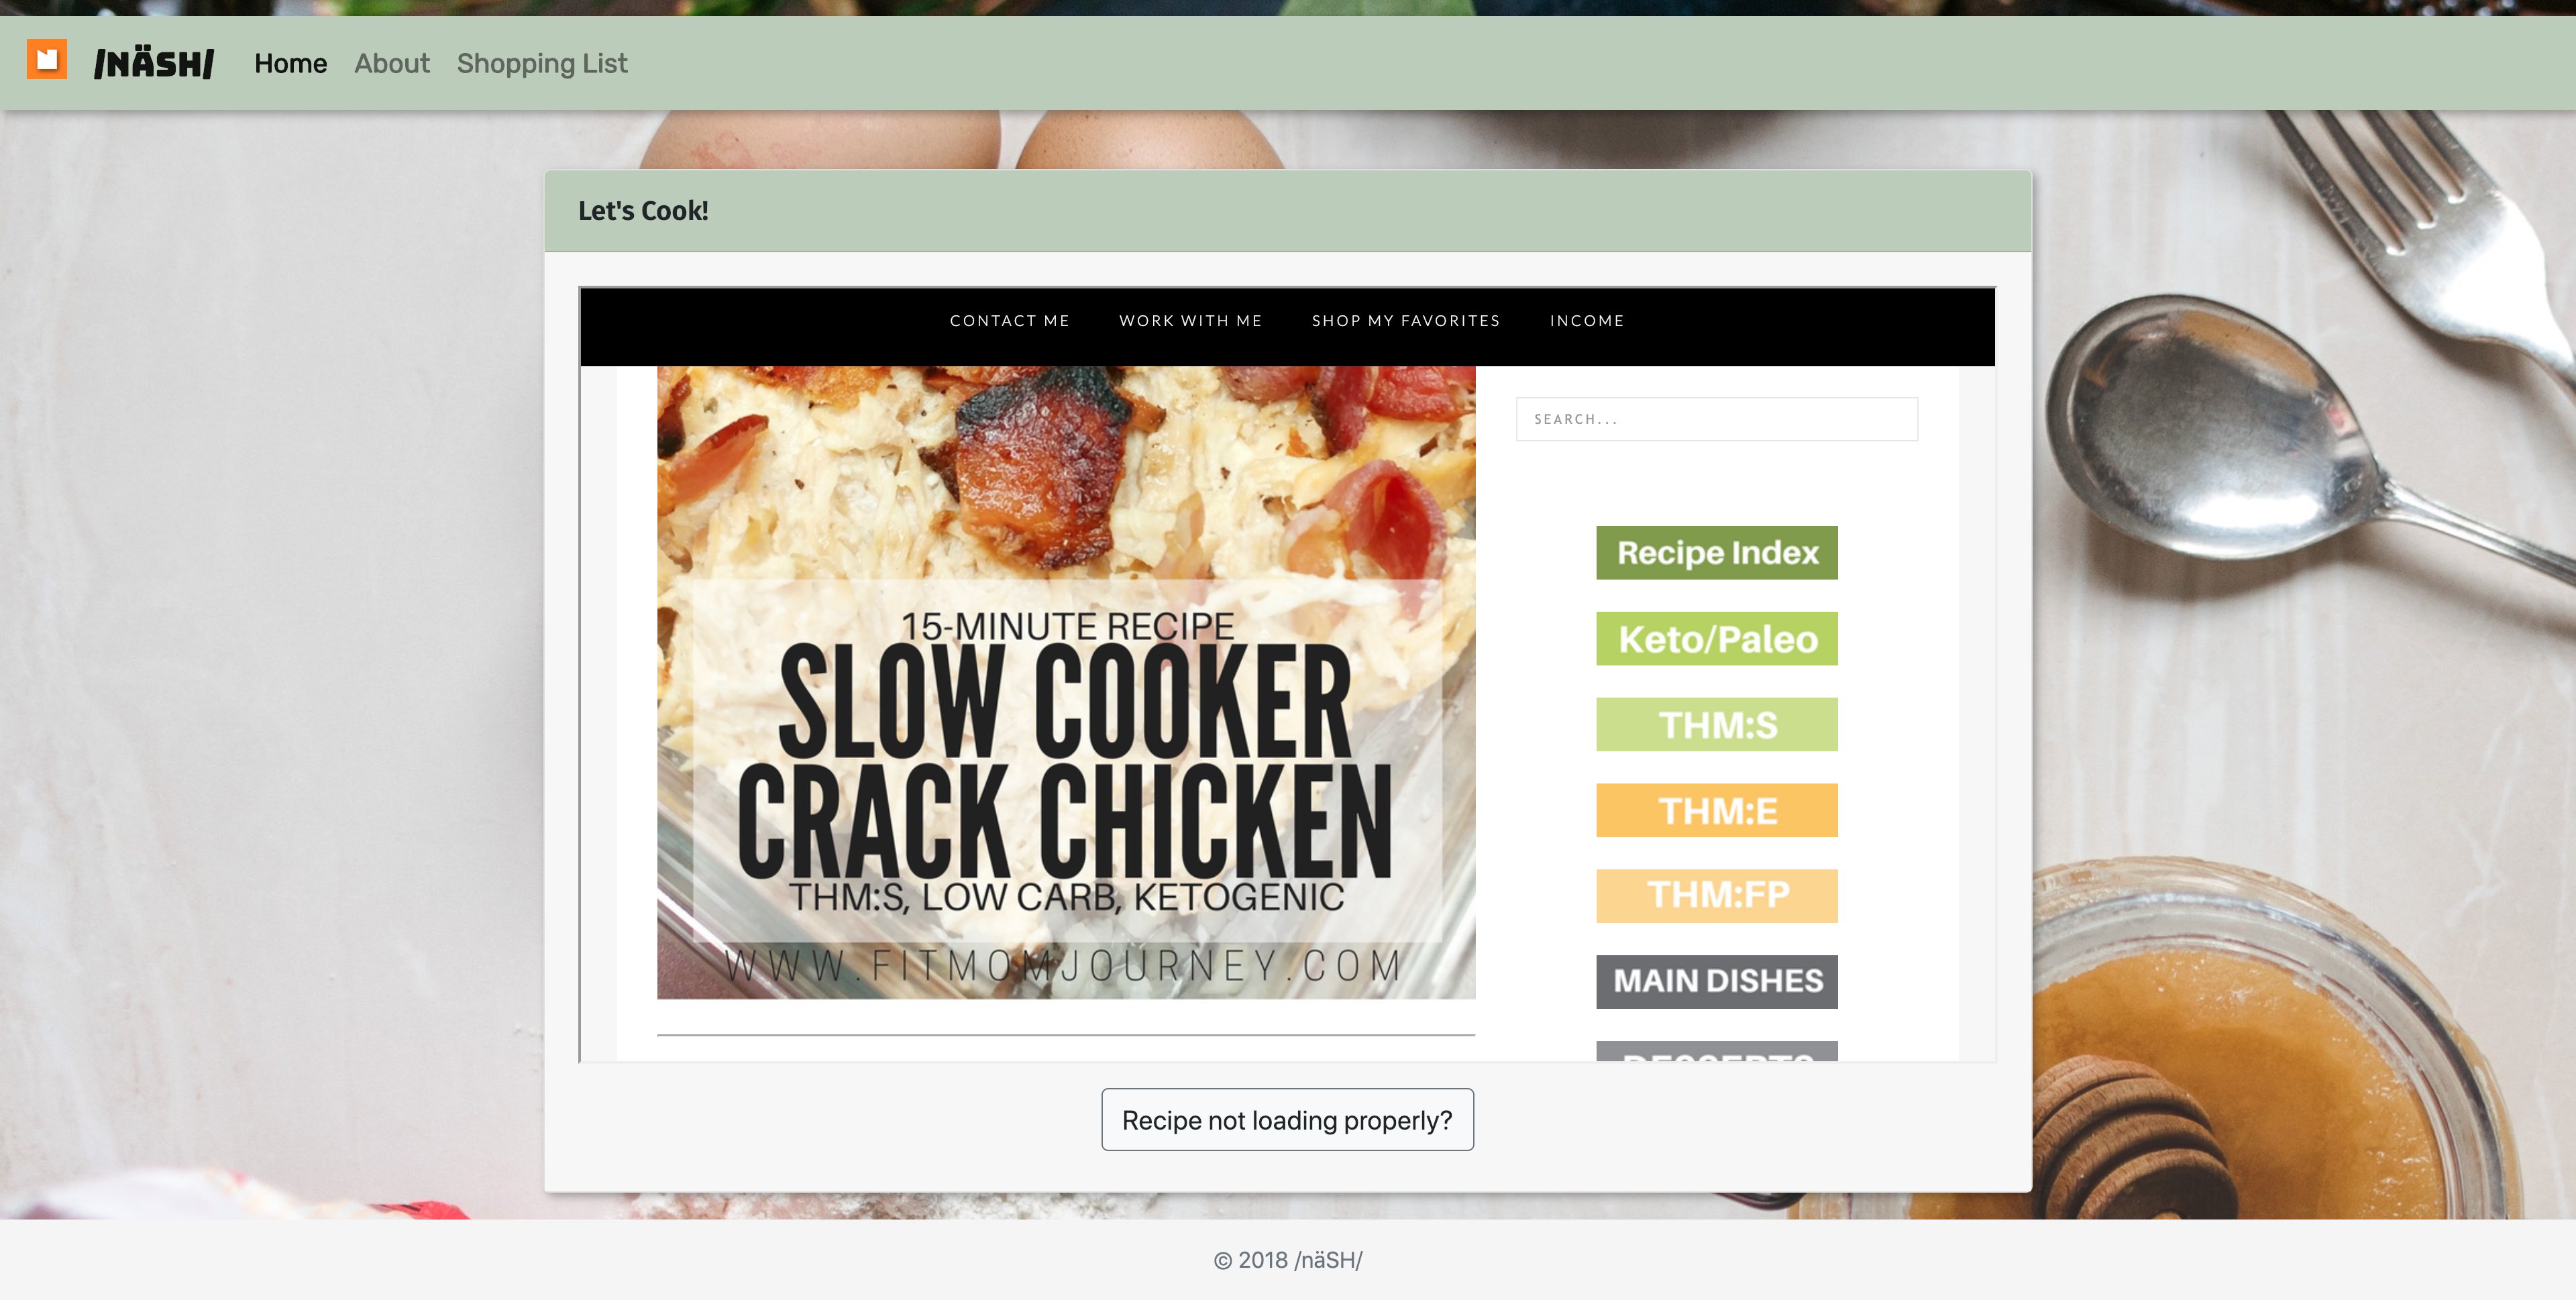 /NÄSH/ Home About Shopping List
Let's Cook!
CONTACT ME WORK WITH ME SHOP MY FAVORITES INCOME
SEARCH...
15-MINUTE RECIPE
SLOW COOKER
CRACK CHICKEN
THM:S, LOW CARB, KETOGENIC
WWW.FITMOMJOURNEY.COM
Recipe Index
Keto/Paleo
THM:S
THM:E
THM:FP
MAIN DISHES
DESSERTS
Recipe not loading properly?
© 2018 /näSH/